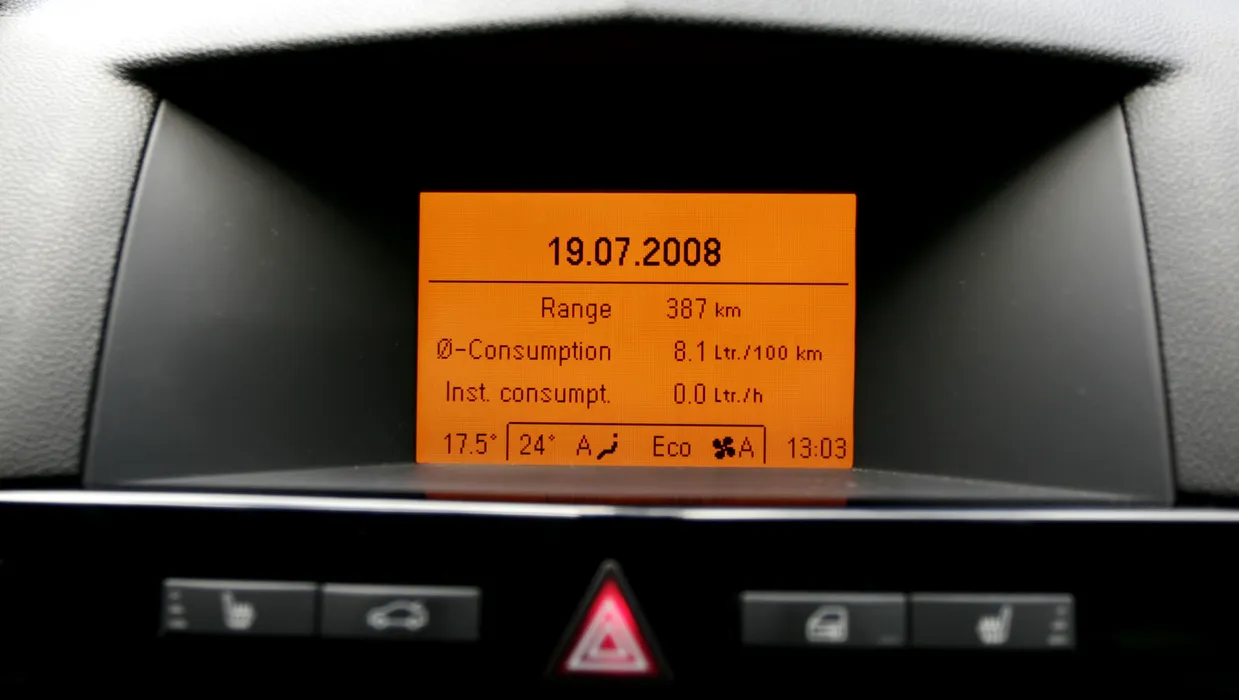 19.07.2008
Range 387 km
Ø-Consumption 8.1 Ltr./100 km
Inst. consumpt. 0.0 Ltr./h
17.5° 24° A Eco A 13:03